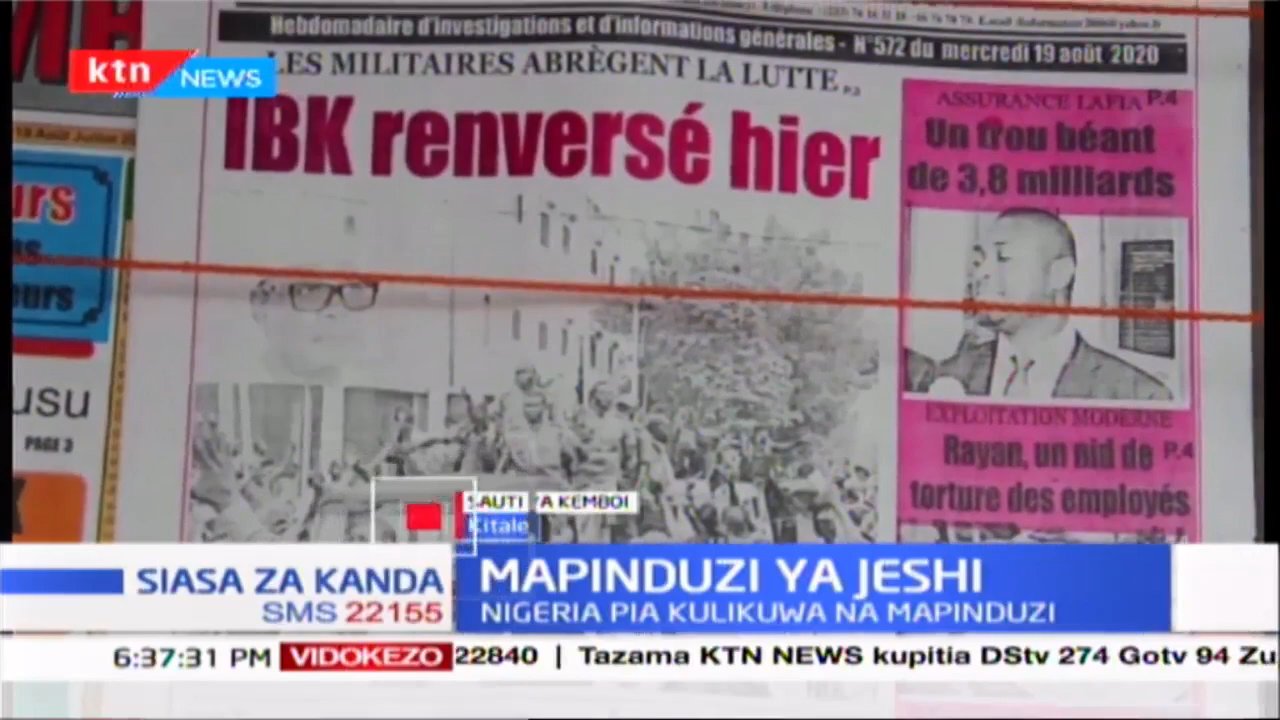 Hebdomadaire d'investigations et d'informations générales - N°572 du mercredi 19 août 2020
LES MILITAIRES ABRÈGENT LA LUTTE P.3
ktn NEWS
IBK renversé hier
ASSURANCE LAFIA P.4
Un trou béant
de 3,8 milliards
urs
eurs
usu
PAGE 3
EXPLOITATION MODERNE
Rayan, un nid de P.4
torture des employés
SAUTI YA KEMBOI
Kitale
SIASA ZA KANDA
SMS 22155
MAPINDUZI YA JESHI
NIGERIA PIA KULIKUWA NA MAPINDUZI
6:37:31 PM VIDOKEZO 22840 | Tazama KTN NEWS kupitia DStv 274 Gotv 94 Zu